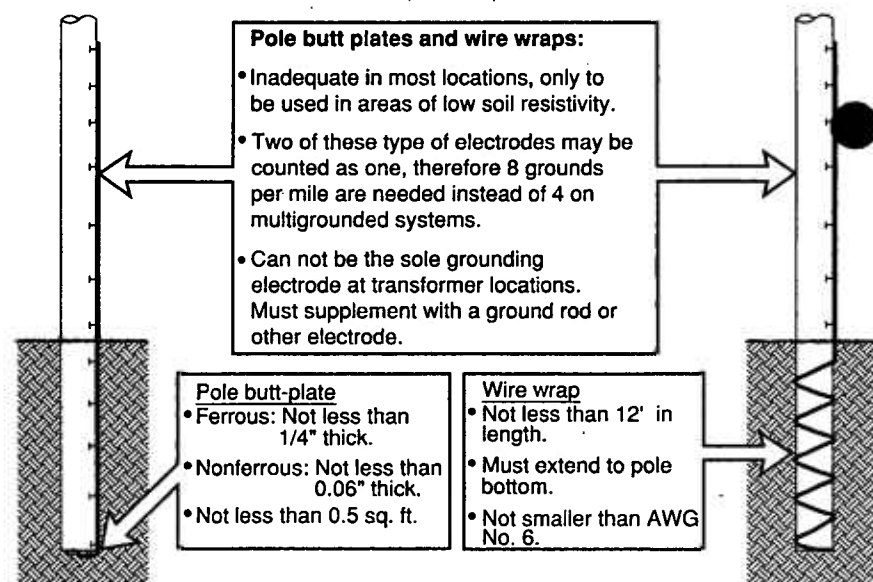 Pole butt plates and wire wraps:
• Inadequate in most locations, only to
be used in areas of low soil resistivity.
• Two of these type of electrodes may be
counted as one, therefore 8 grounds
per mile are needed instead of 4 on
multigrounded systems.
• Can not be the sole grounding
electrode at transformer locations.
Must supplement with a ground rod or
other electrode.
Pole butt-plate
• Ferrous: Not less than
1/4" thick.
• Nonferrous: Not less than
0.06" thick.
• Not less than 0.5 sq. ft.
Wire wrap
• Not less than 12' in
length.
• Must extend to pole
bottom.
• Not smaller than AWG
No. 6.